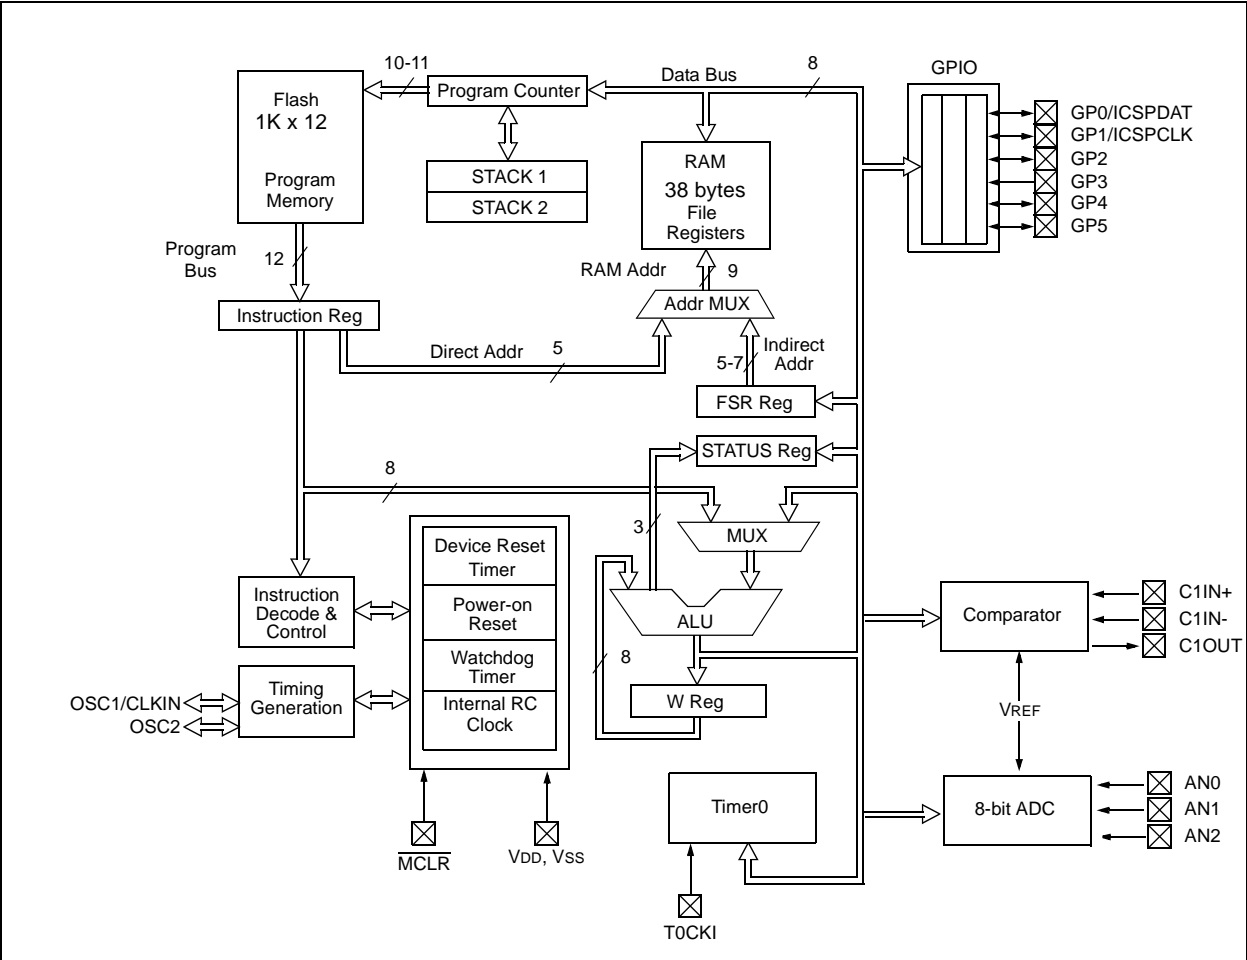 10-11
Data Bus
8
GPIO
Flash
1K x 12
Program
Memory
Program Counter
STACK 1
STACK 2
RAM
38 bytes
File
Registers
GP0/ICSPDAT
GP1/ICSPCLK
GP2
GP3
GP4
GP5
Program
Bus
12
RAM Addr
9
Addr MUX
Instruction Reg
Direct Addr
5
5-7
Indirect
Addr
FSR Reg
STATUS Reg
8
3
MUX
Device Reset
Timer
Power-on
Reset
Watchdog
Timer
Internal RC
Clock
Instruction
Decode &
Control
ALU
8
W Reg
Comparator
C1IN+
C1IN-
C1OUT
Timing
Generation
OSC1/CLKIN
OSC2
VREF
Timer0
8-bit ADC
AN0
AN1
AN2
MCLR
VDD, VSS
T0CKI